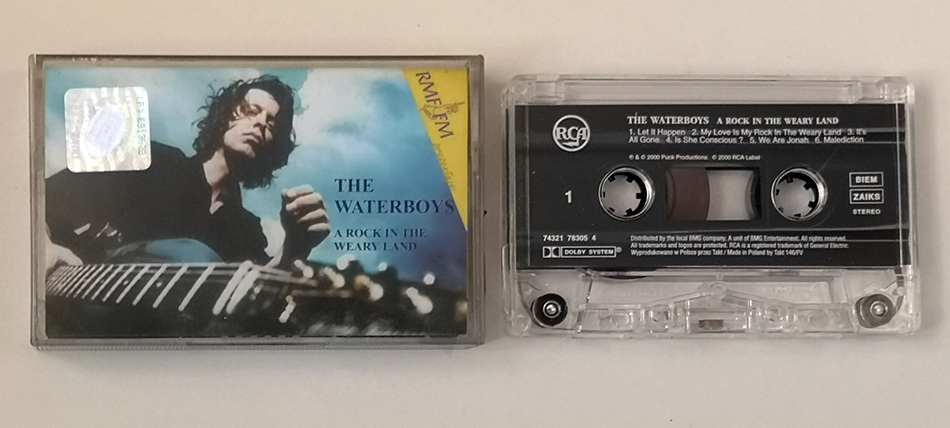 RMF FM
THE
WATERBOYS
A ROCK IN THE
WEARY LAND
RCA
THE WATERBOYS A ROCK IN THE WEARY LAND
1. Let It Happen 2. My Love Is My Rock In The Weary Land 3. It's
All Gone 4. Is She Conscious ? 5. We Are Jonah 6. Malediction
℗ & © 2000 Puck Productions © 2000 RCA Label
1
BIEM
ZAIKS
STEREO
74321 78305 4
DOLBY SYSTEM®
Distributed by the local BMG company. A unit of BMG Entertainment. All rights reserved.
All trademarks and logos are protected. RCA is a registered trademark of General Electric.
Wyprodukowano w Polsce przez Takt / Made in Poland by Takt 146/FV